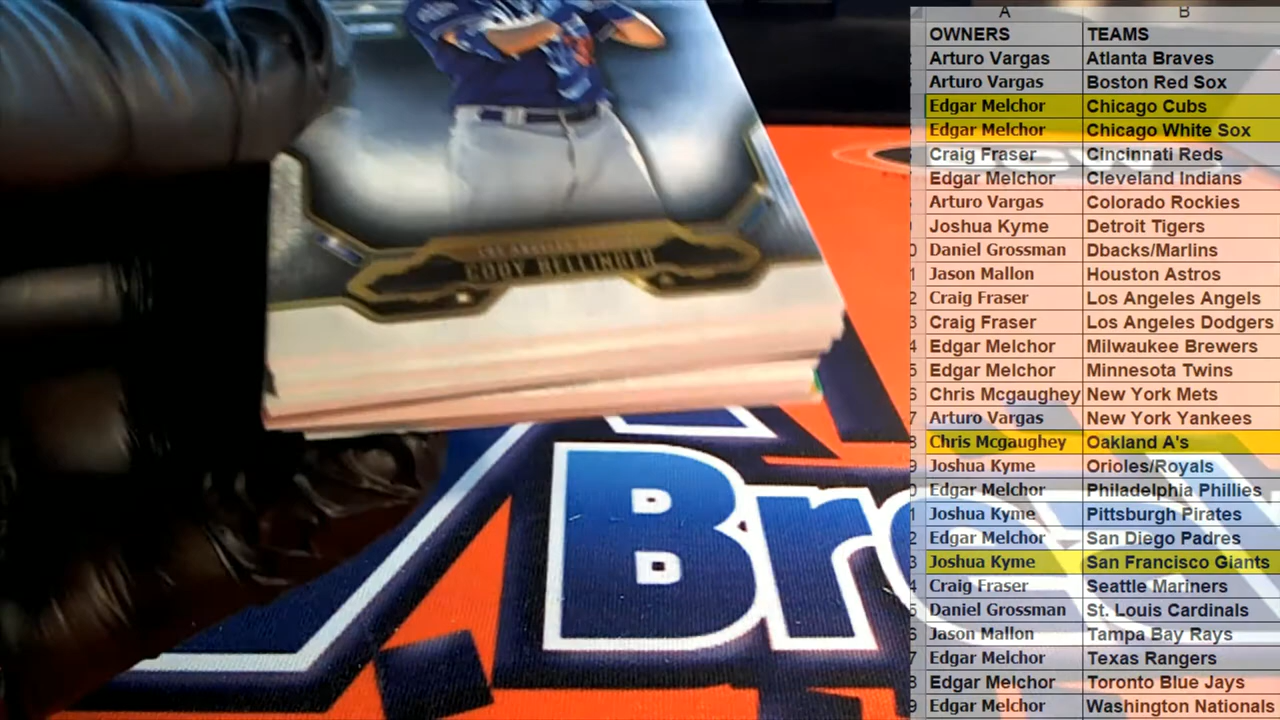 A B
OWNERS TEAMS
Arturo Vargas Atlanta Braves
Arturo Vargas Boston Red Sox
Edgar Melchor Chicago Cubs
Edgar Melchor Chicago White Sox
Craig Fraser Cincinnati Reds
Edgar Melchor Cleveland Indians
Arturo Vargas Colorado Rockies
Joshua Kyme Detroit Tigers
Daniel Grossman Dbacks/Marlins
Jason Mallon Houston Astros
Craig Fraser Los Angeles Angels
Craig Fraser Los Angeles Dodgers
Edgar Melchor Milwaukee Brewers
Edgar Melchor Minnesota Twins
Chris Mcgaughey New York Mets
Arturo Vargas New York Yankees
Chris Mcgaughey Oakland A's
Joshua Kyme Orioles/Royals
Edgar Melchor Philadelphia Phillies
Joshua Kyme Pittsburgh Pirates
Edgar Melchor San Diego Padres
Joshua Kyme San Francisco Giants
Craig Fraser Seattle Mariners
Daniel Grossman St. Louis Cardinals
Jason Mallon Tampa Bay Rays
Edgar Melchor Texas Rangers
Edgar Melchor Toronto Blue Jays
Edgar Melchor Washington Nationals
LOS ANGELES
CODY BELLINGER
Br